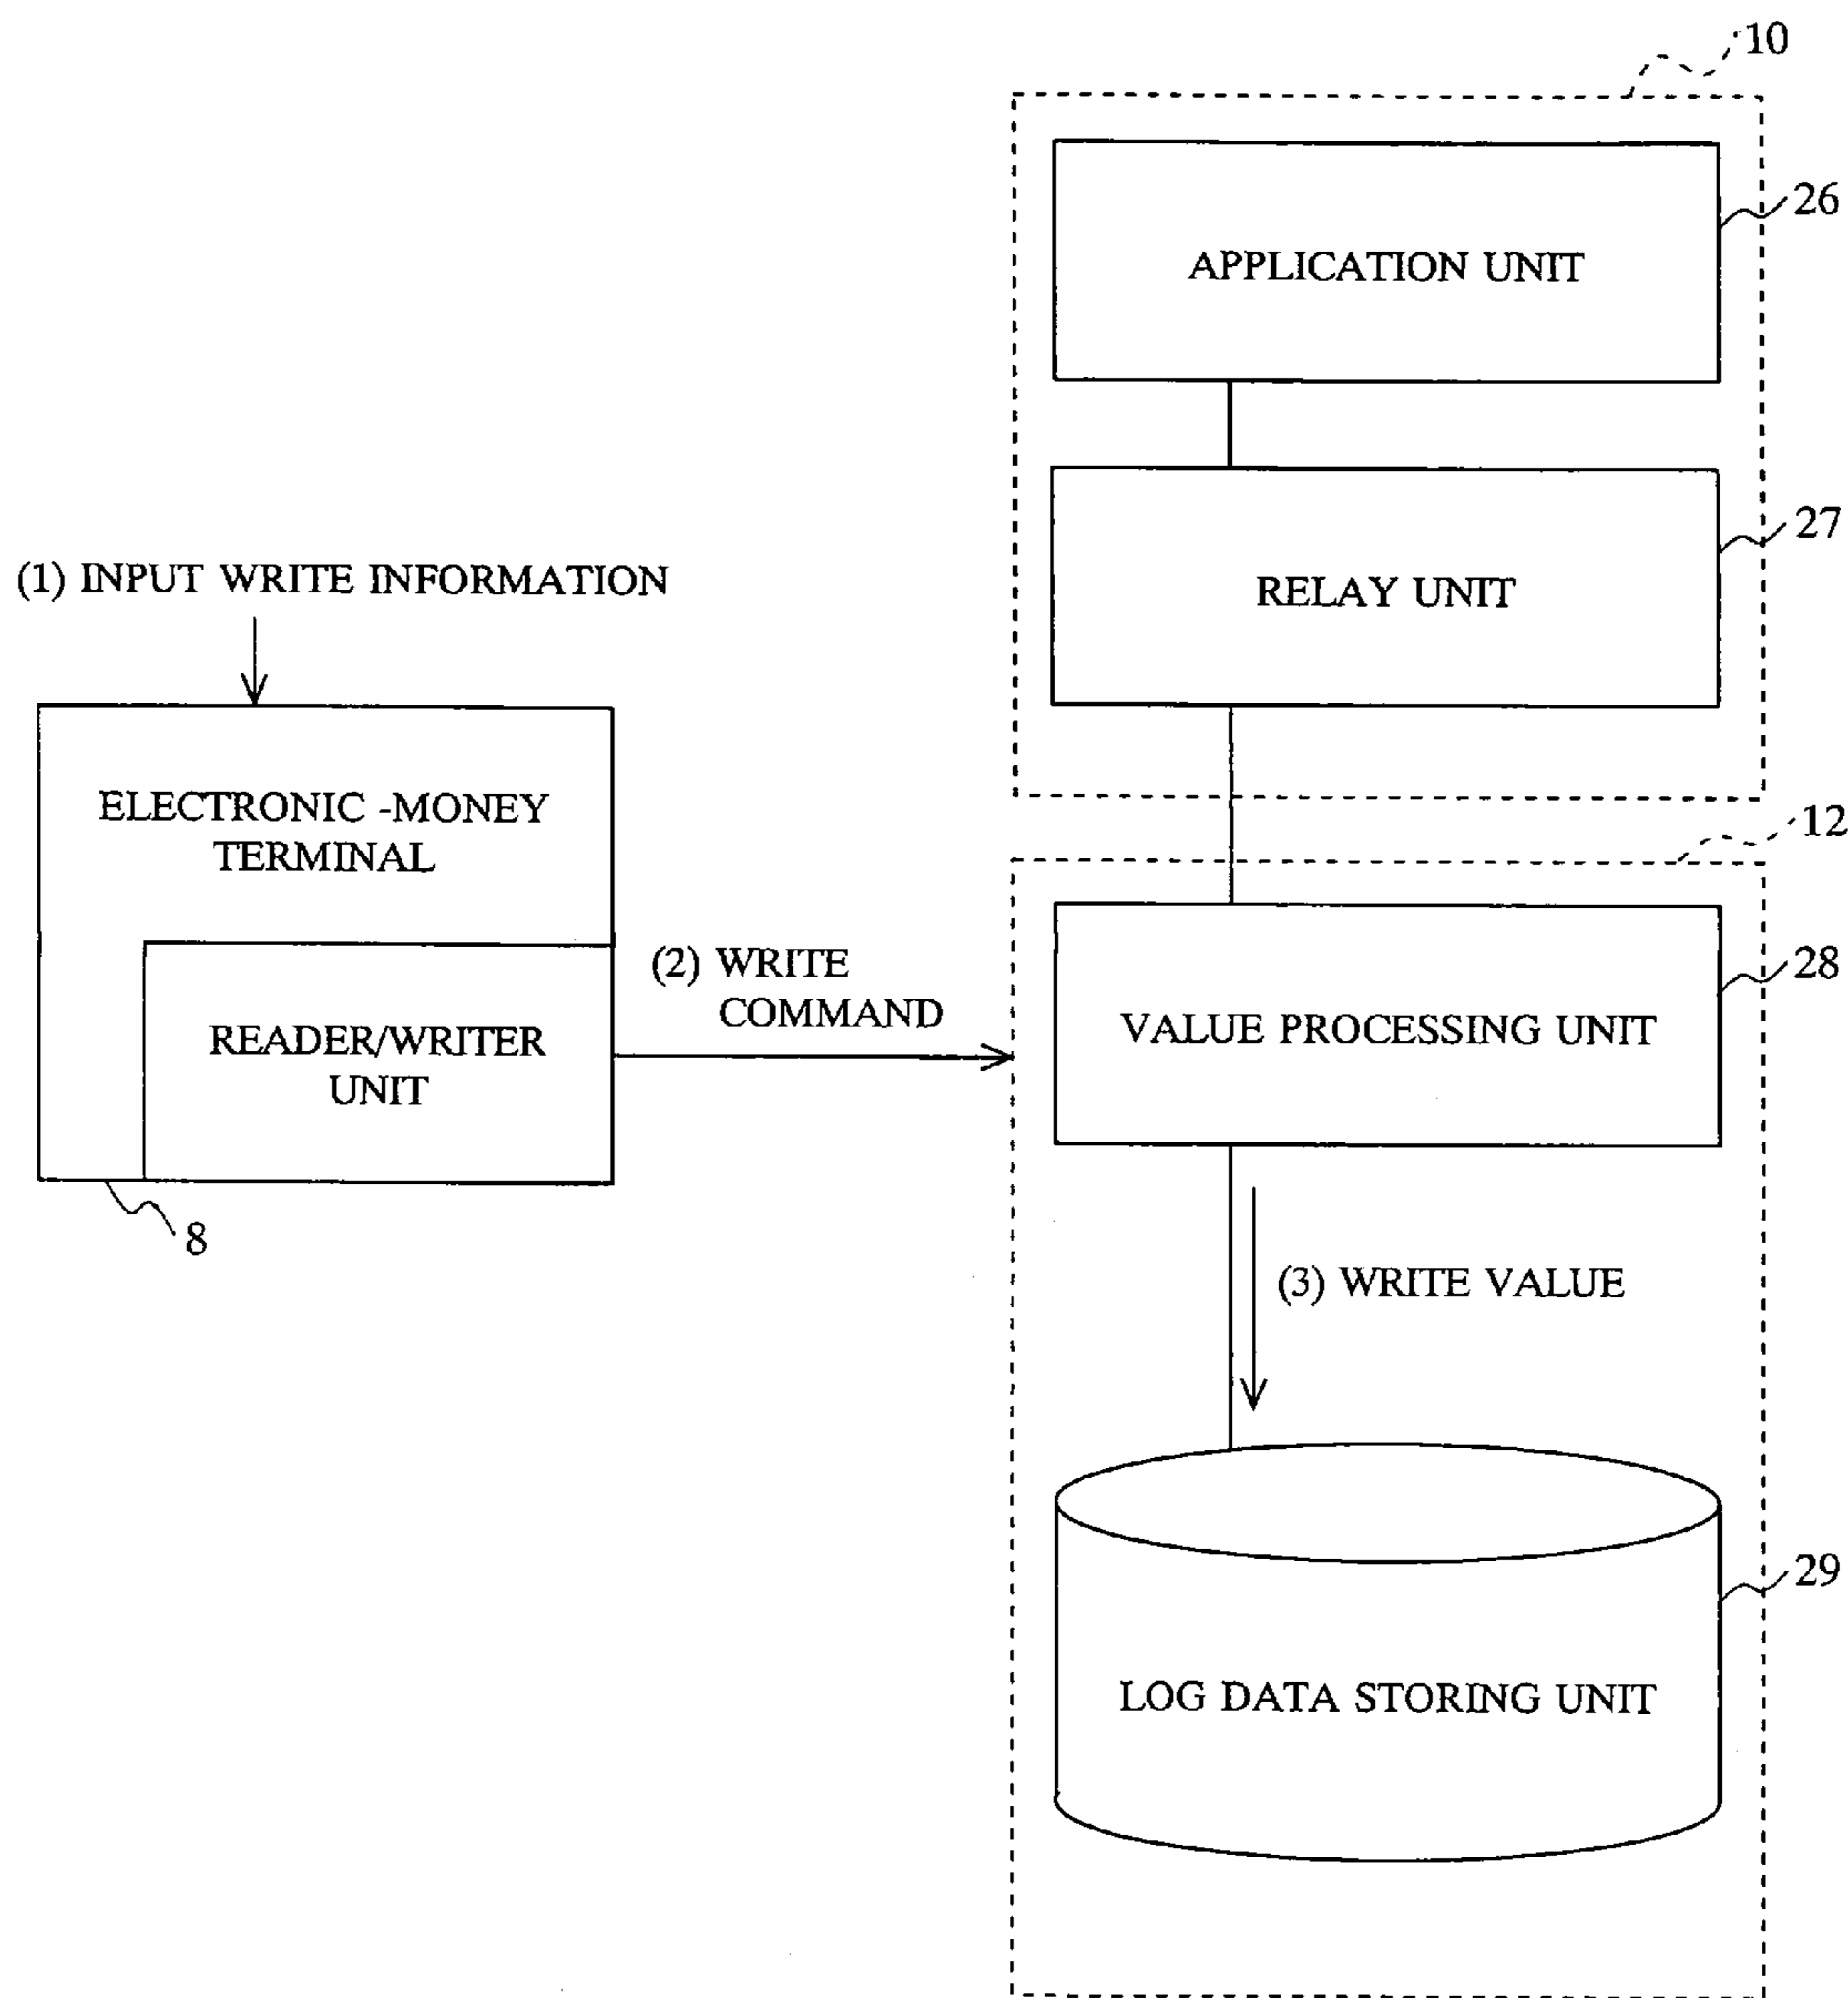 10
26
APPLICATION UNIT
27
RELAY UNIT
(1) INPUT WRITE INFORMATION
ELECTRONIC -MONEY
TERMINAL
12
READER/WRITER
UNIT
8
(2) WRITE
COMMAND
28
VALUE PROCESSING UNIT
(3) WRITE VALUE
29
LOG DATA STORING UNIT